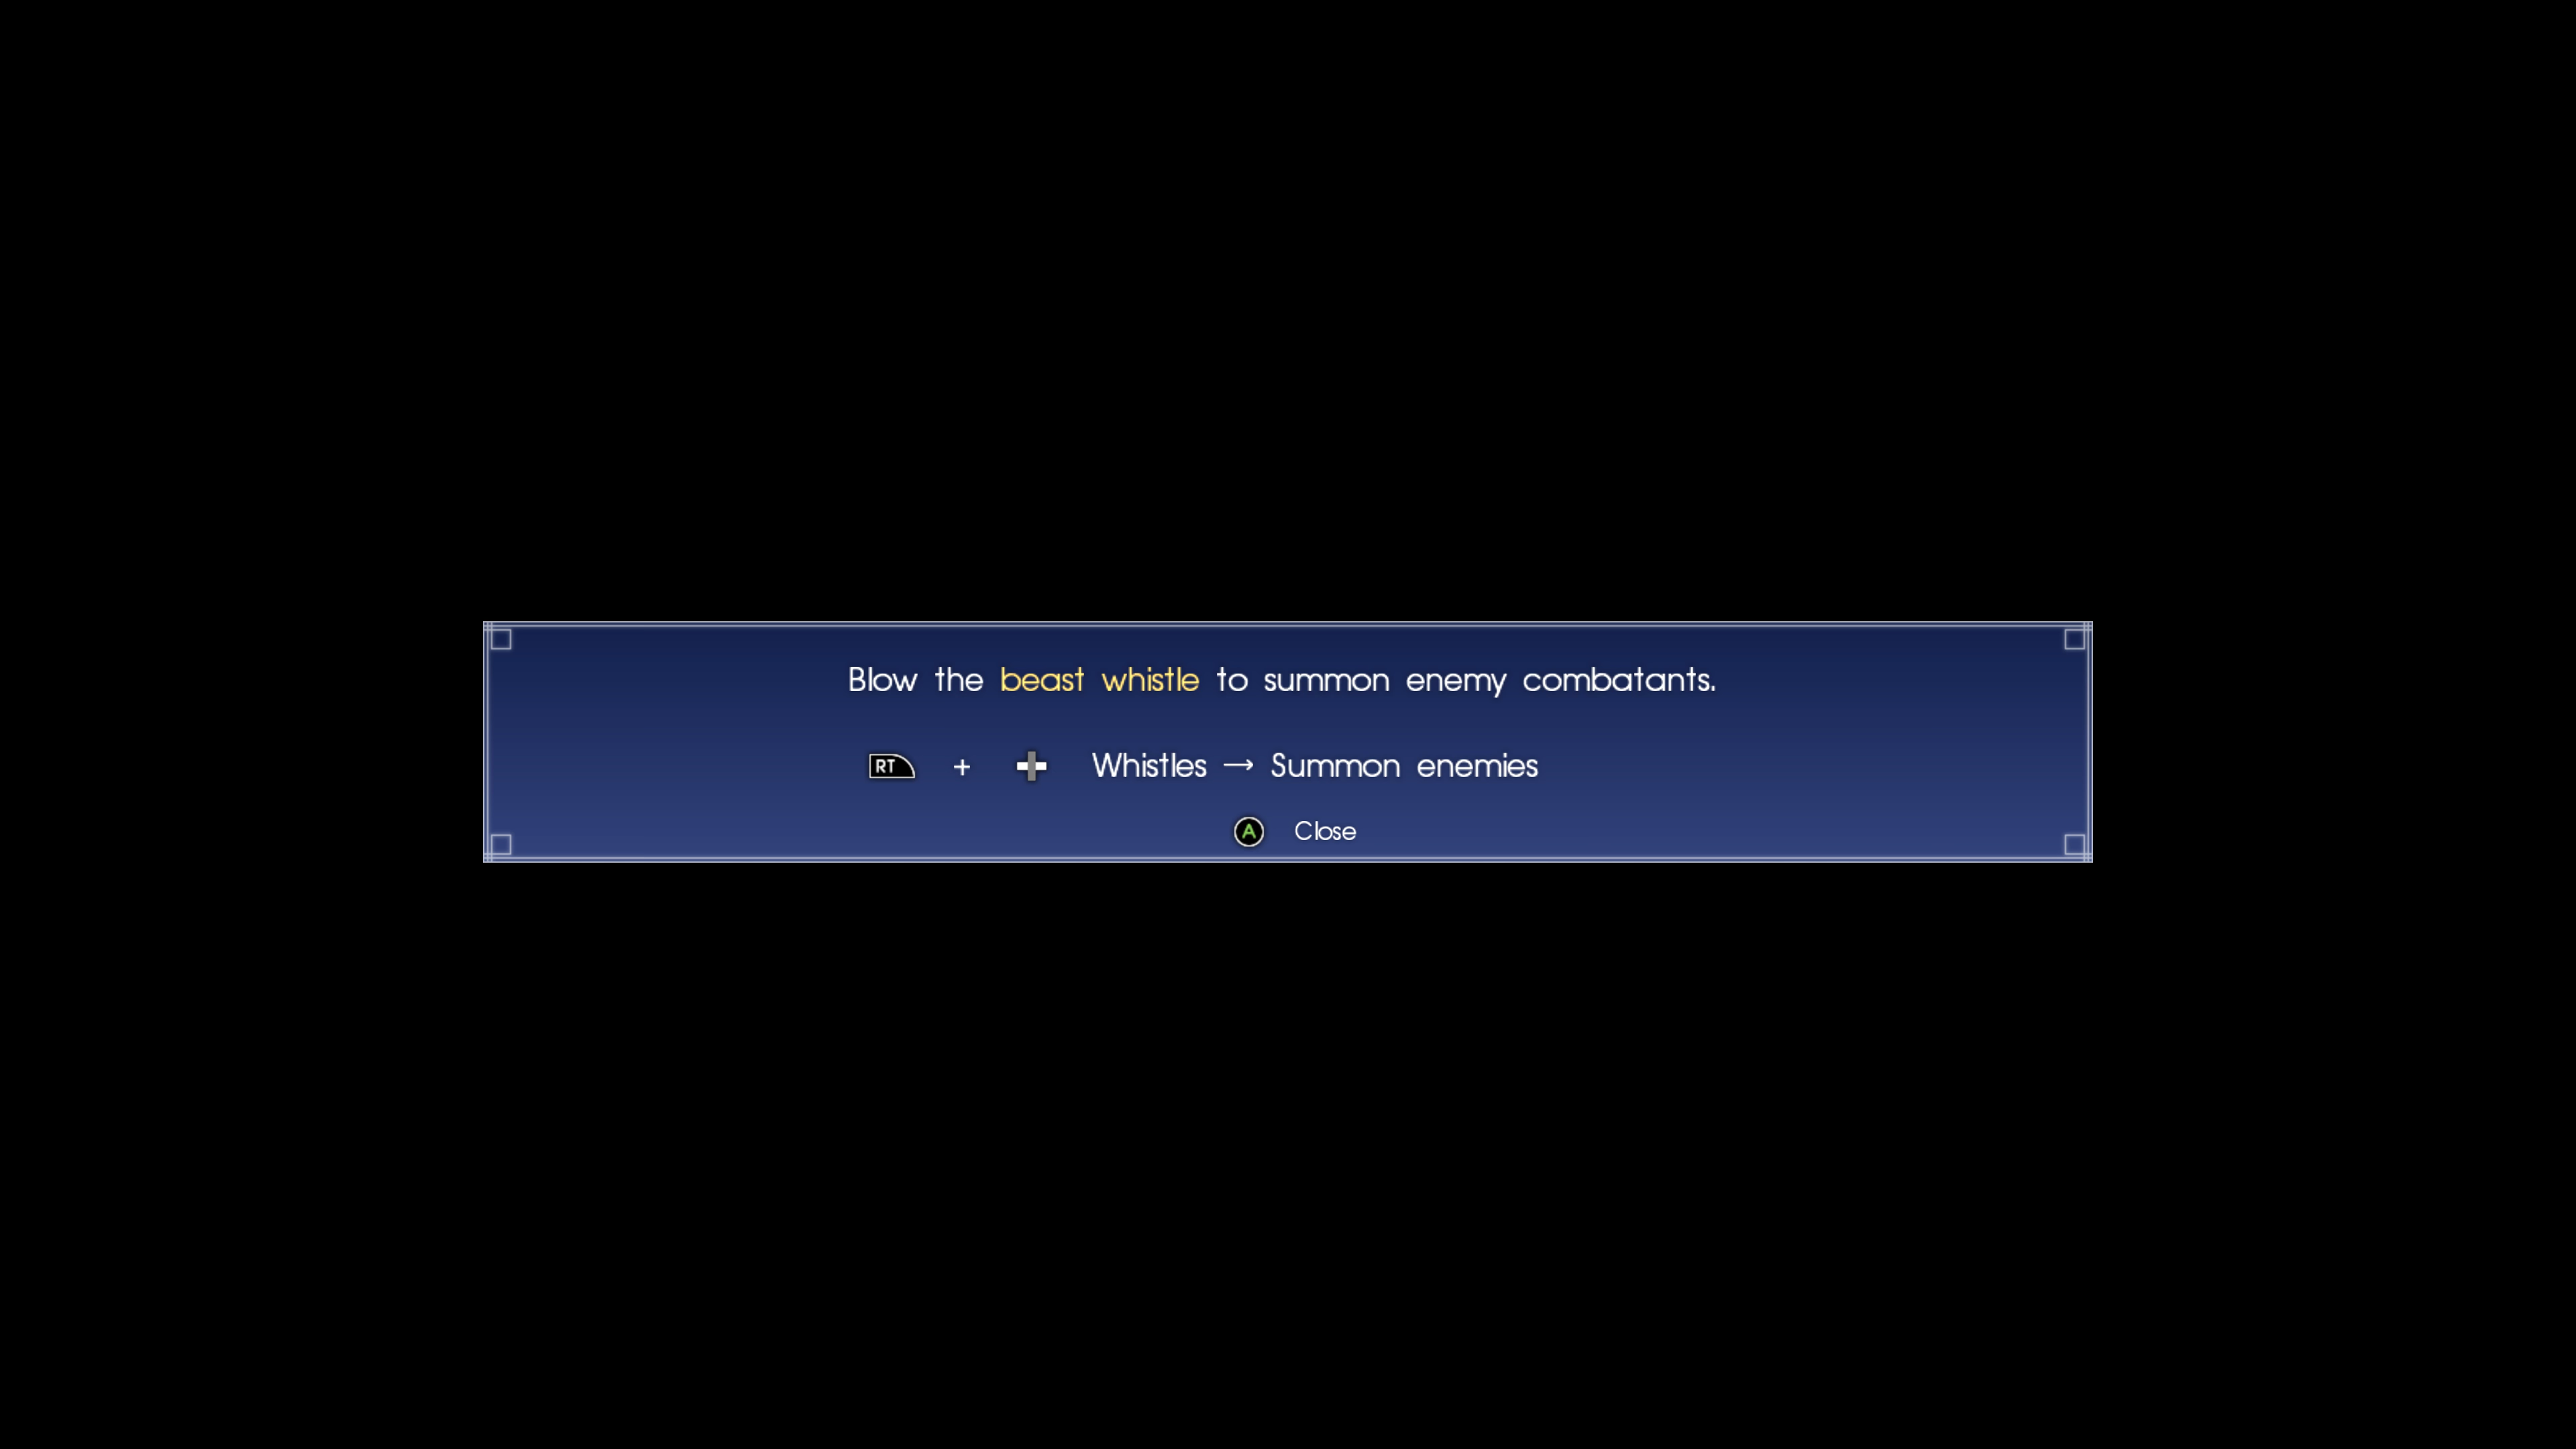 Blow the beast whistle to summon enemy combatants.
RT + Whistles → Summon enemies
A Close